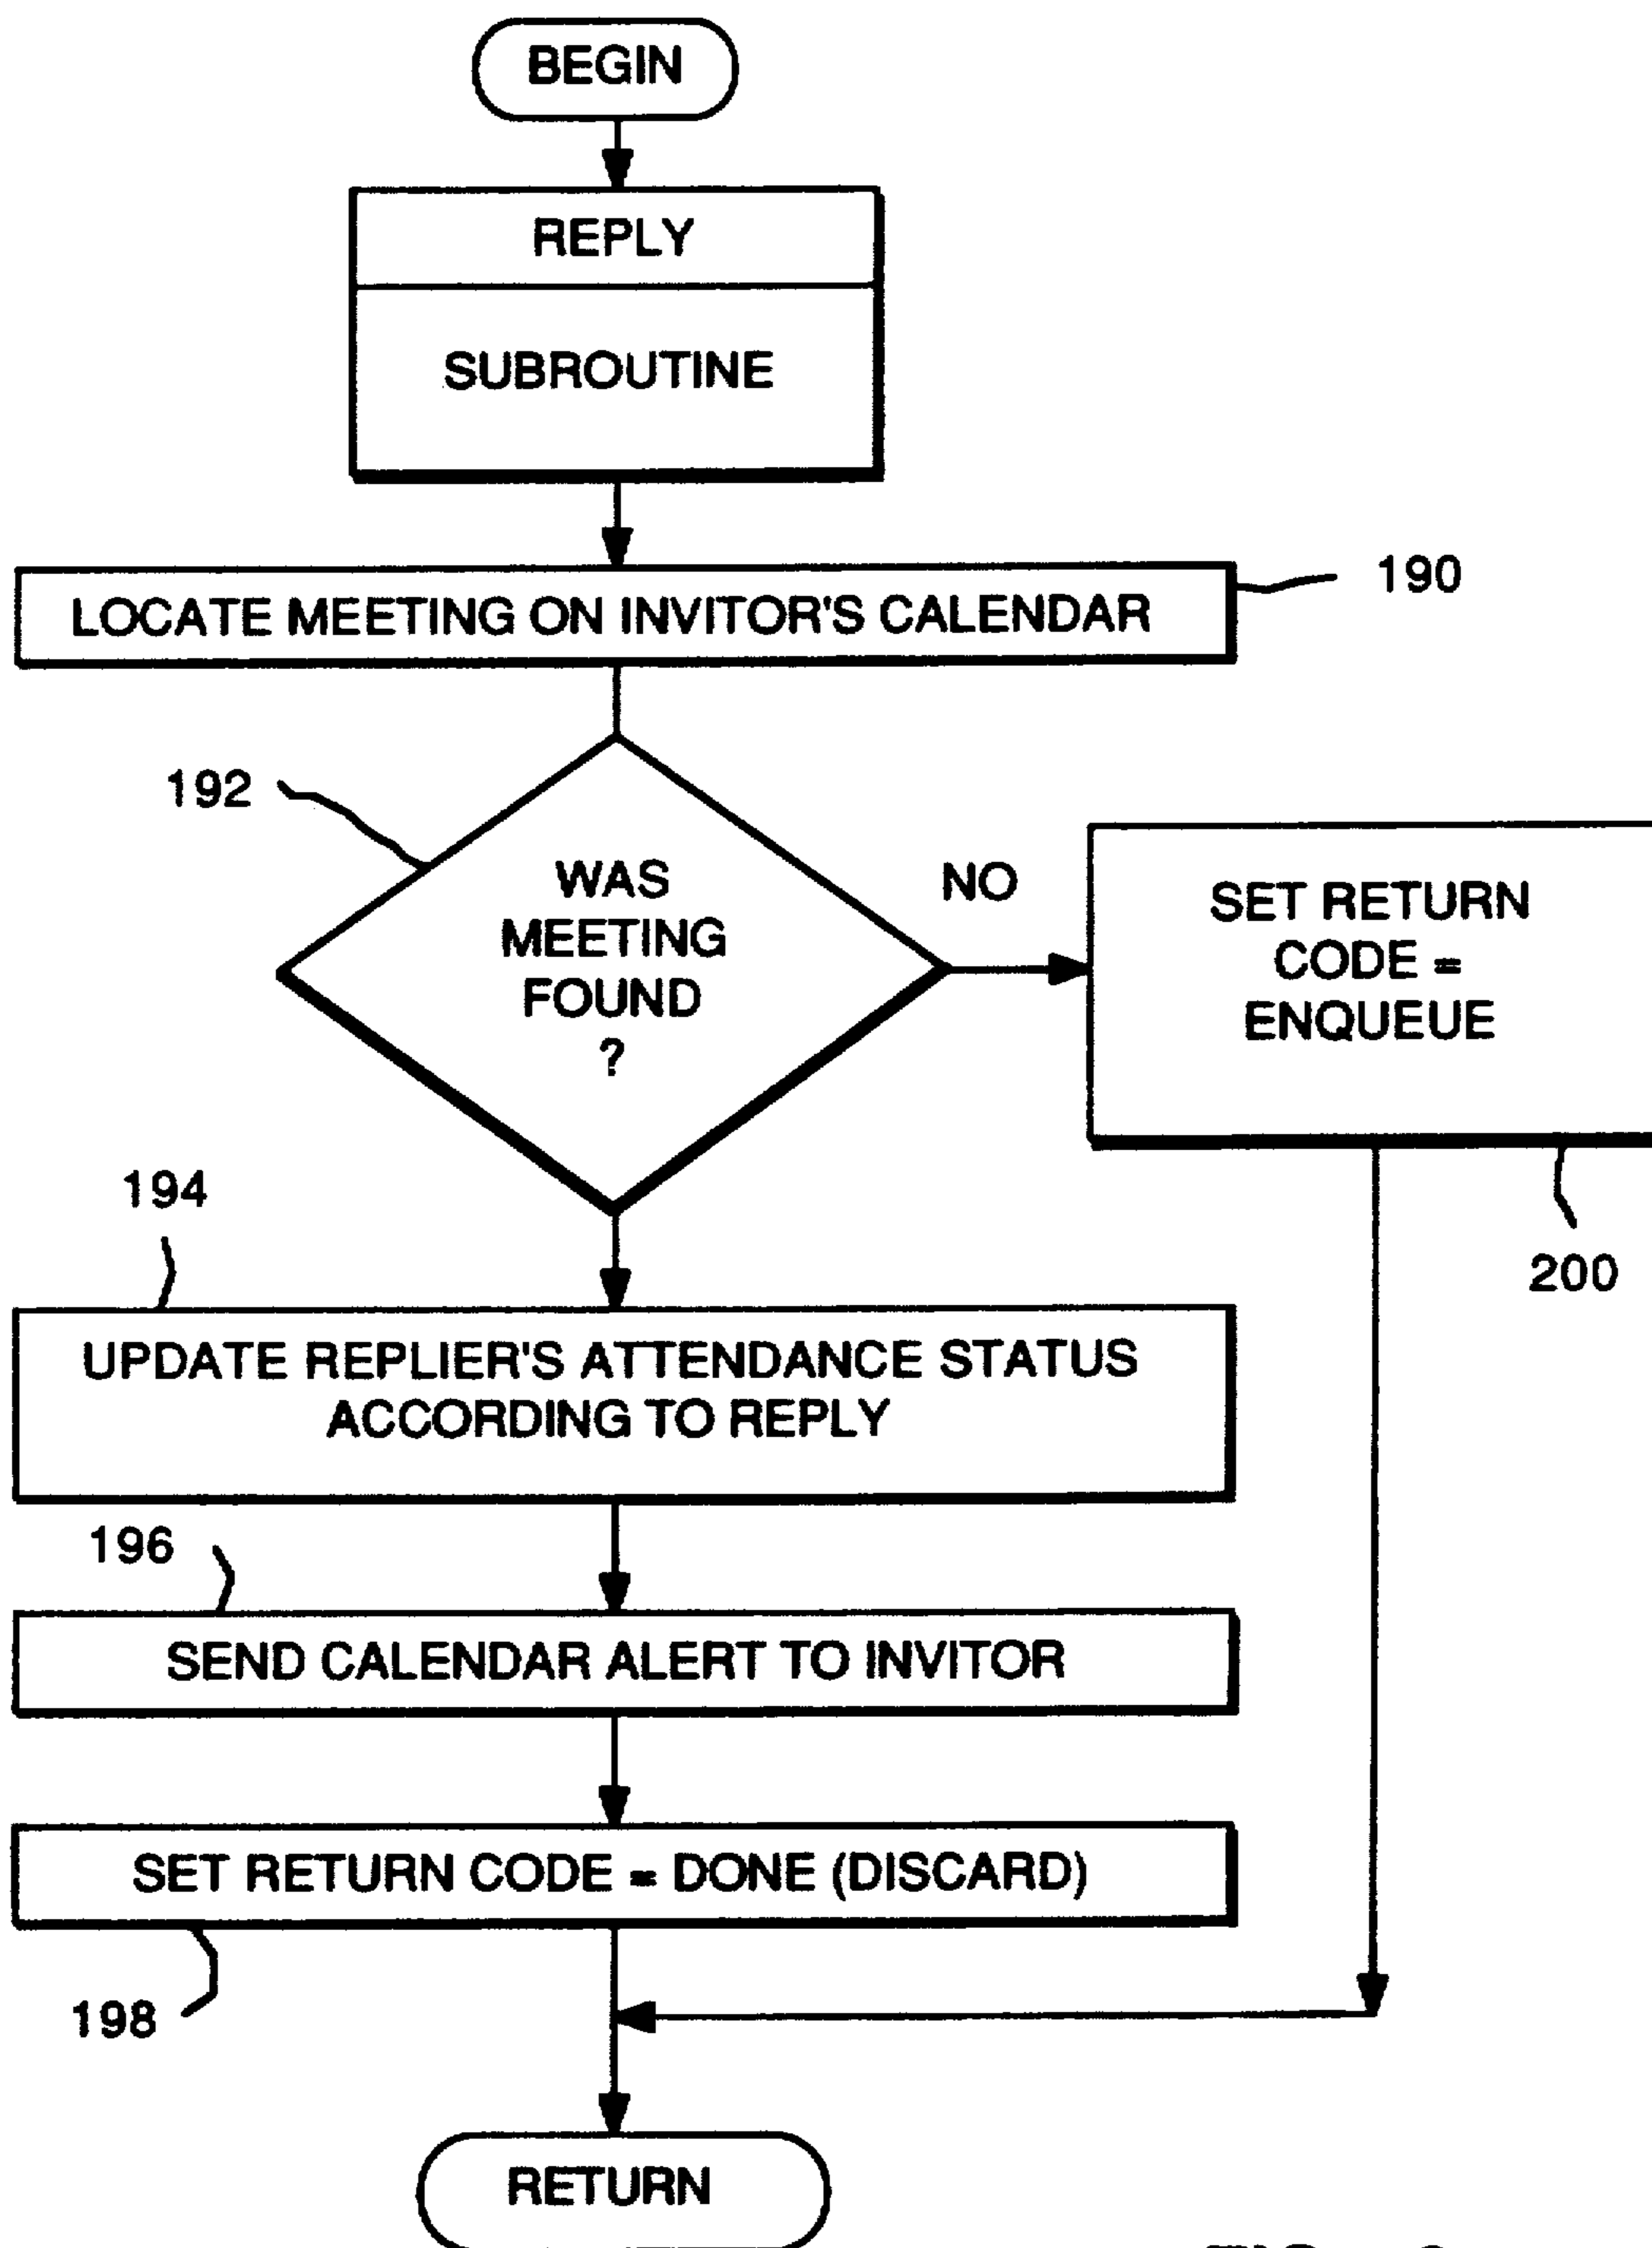 BEGIN
REPLY
SUBROUTINE
LOCATE MEETING ON INVITOR'S CALENDAR
190
192
WAS
MEETING
FOUND
?
NO
SET RETURN
CODE =
ENQUEUE
200
194
UPDATE REPLIER'S ATTENDANCE STATUS
ACCORDING TO REPLY
196
SEND CALENDAR ALERT TO INVITOR
SET RETURN CODE = DONE (DISCARD)
198
RETURN